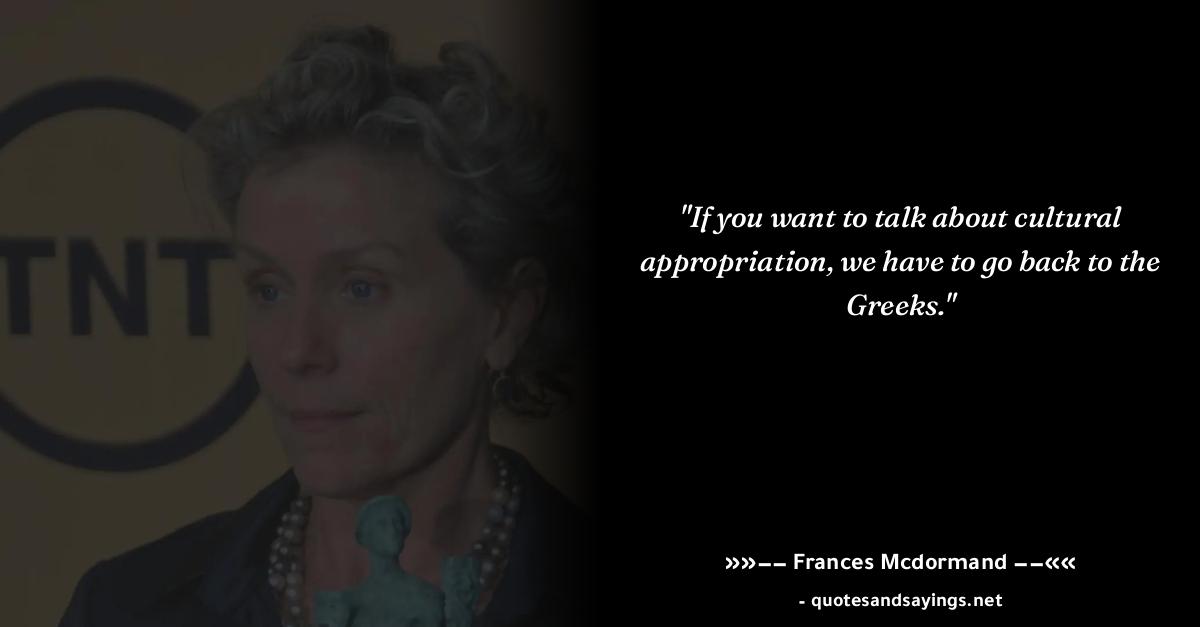 TNT
"If you want to talk about cultural
appropriation, we have to go back to the
Greeks."
»»−− Frances Mcdormand −−««
- quotesandsayings.net